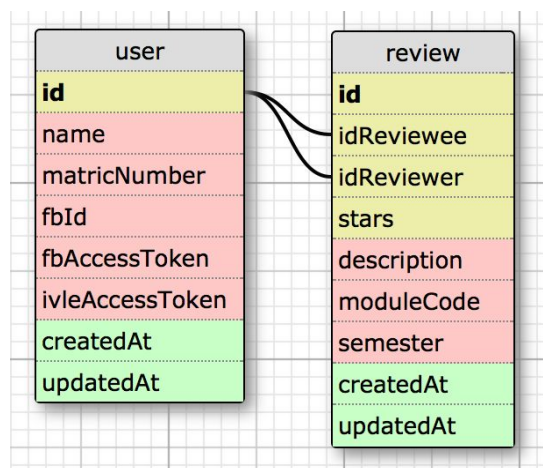 user
id
name
matricNumber
fbId
fbAccessToken
ivleAccessToken
createdAt
updatedAt
review
id
idReviewee
idReviewer
stars
description
moduleCode
semester
createdAt
updatedAt